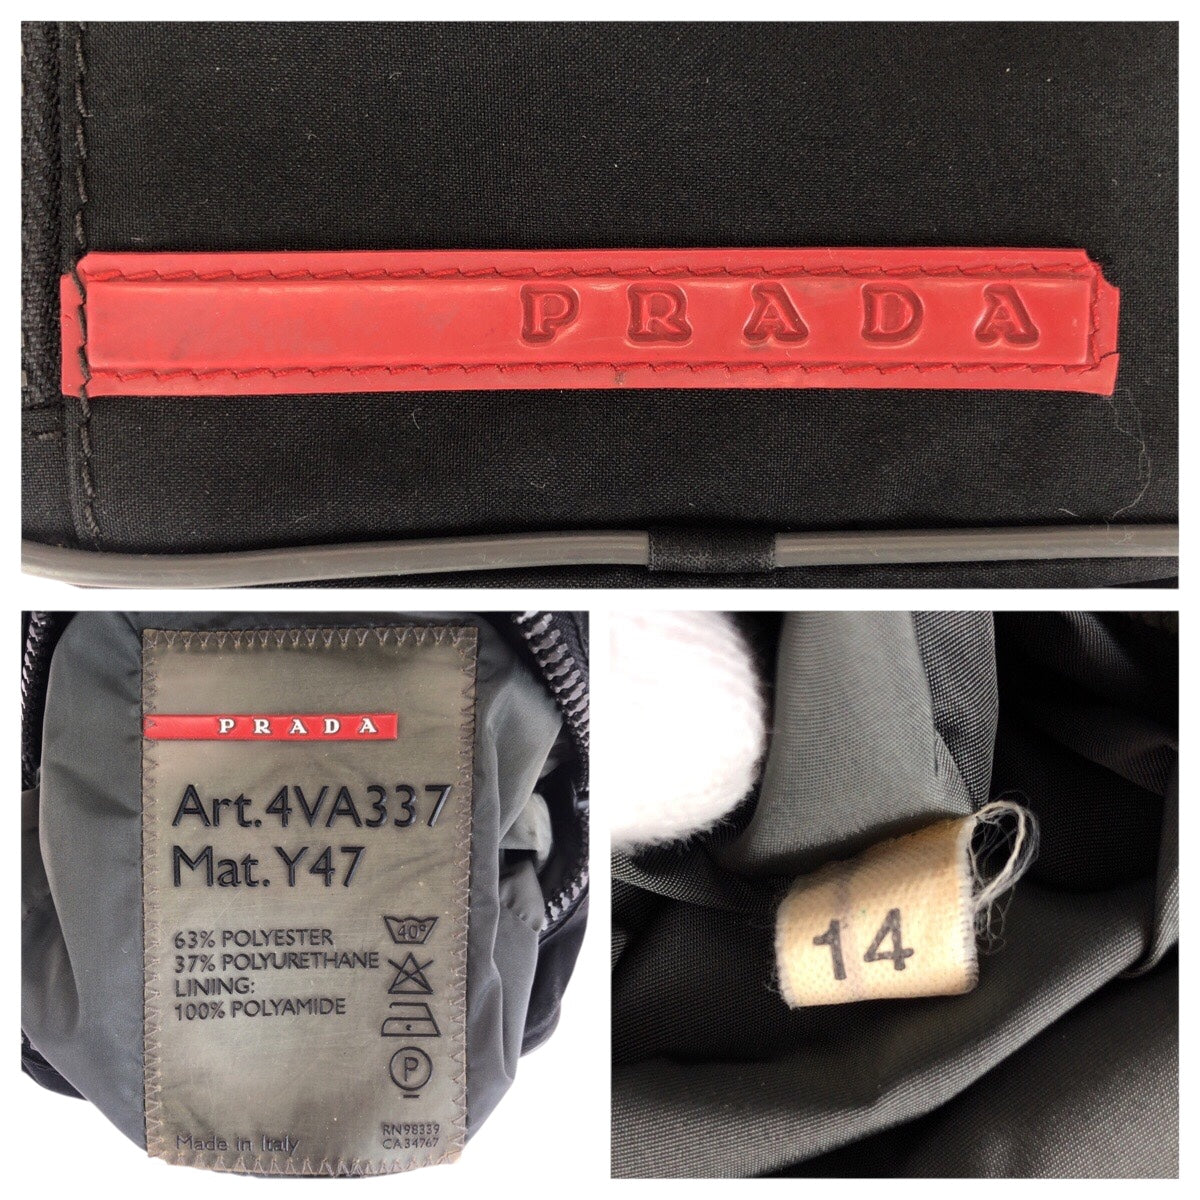 PRADA
PRADA
Art.4VA337
Mat.Y47
63% POLYESTER
37% POLYURETHANE
LINING:
100% POLYAMIDE
40°
P
Made in Italy
RN98339
CA34767
14